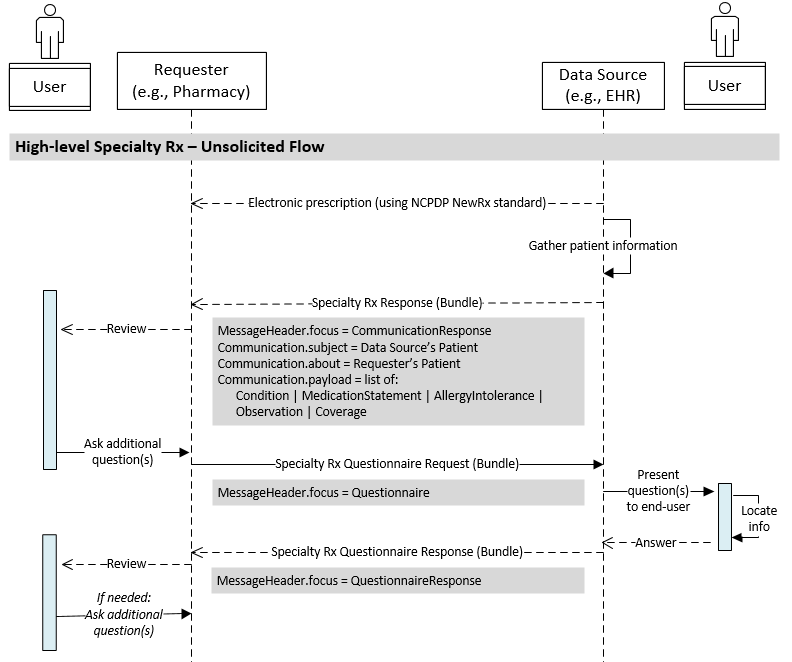 User
Requester
(e.g., Pharmacy)
Data Source
(e.g., EHR)
User
High-level Specialty Rx – Unsolicited Flow
Electronic prescription (using NCPDP NewRx standard)
Gather patient information
Specialty Rx Response (Bundle)
Review
MessageHeader.focus = CommunicationResponse
Communication.subject = Data Source's Patient
Communication.about = Requester's Patient
Communication.payload = list of:
Condition | MedicationStatement | AllergyIntolerance |
Observation | Coverage
Ask additional
question(s)
Specialty Rx Questionnaire Request (Bundle)
MessageHeader.focus = Questionnaire
Present
question(s)
to end-user
Locate
info
Answer
Specialty Rx Questionnaire Response (Bundle)
Review
MessageHeader.focus = QuestionnaireResponse
If needed:
Ask additional
question(s)